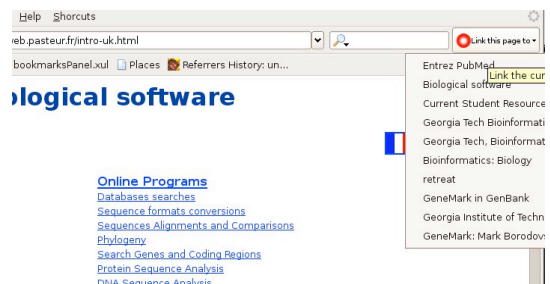 Help Shorcuts
veb.pasteur.fr/intro-uk.html
Link this page to
bookmarksPanel.xul Places Referrers History: un...
Entrez PubMed
Link the cur
Biological software
Current Student Resource
Georgia Tech Bioinformati
Georgia Tech, Bioinformat
Bioinformatics: Biology
retreat
GeneMark in GenBank
Georgia Institute of Techn
GeneMark: Mark Borodovs
ological software
Online Programs
Databases searches
Sequence formats conversions
Sequences Alignments and Comparisons
Phylogeny
Search Genes and Coding Regions
Protein Sequence Analysis
DNA Sequence Analysis